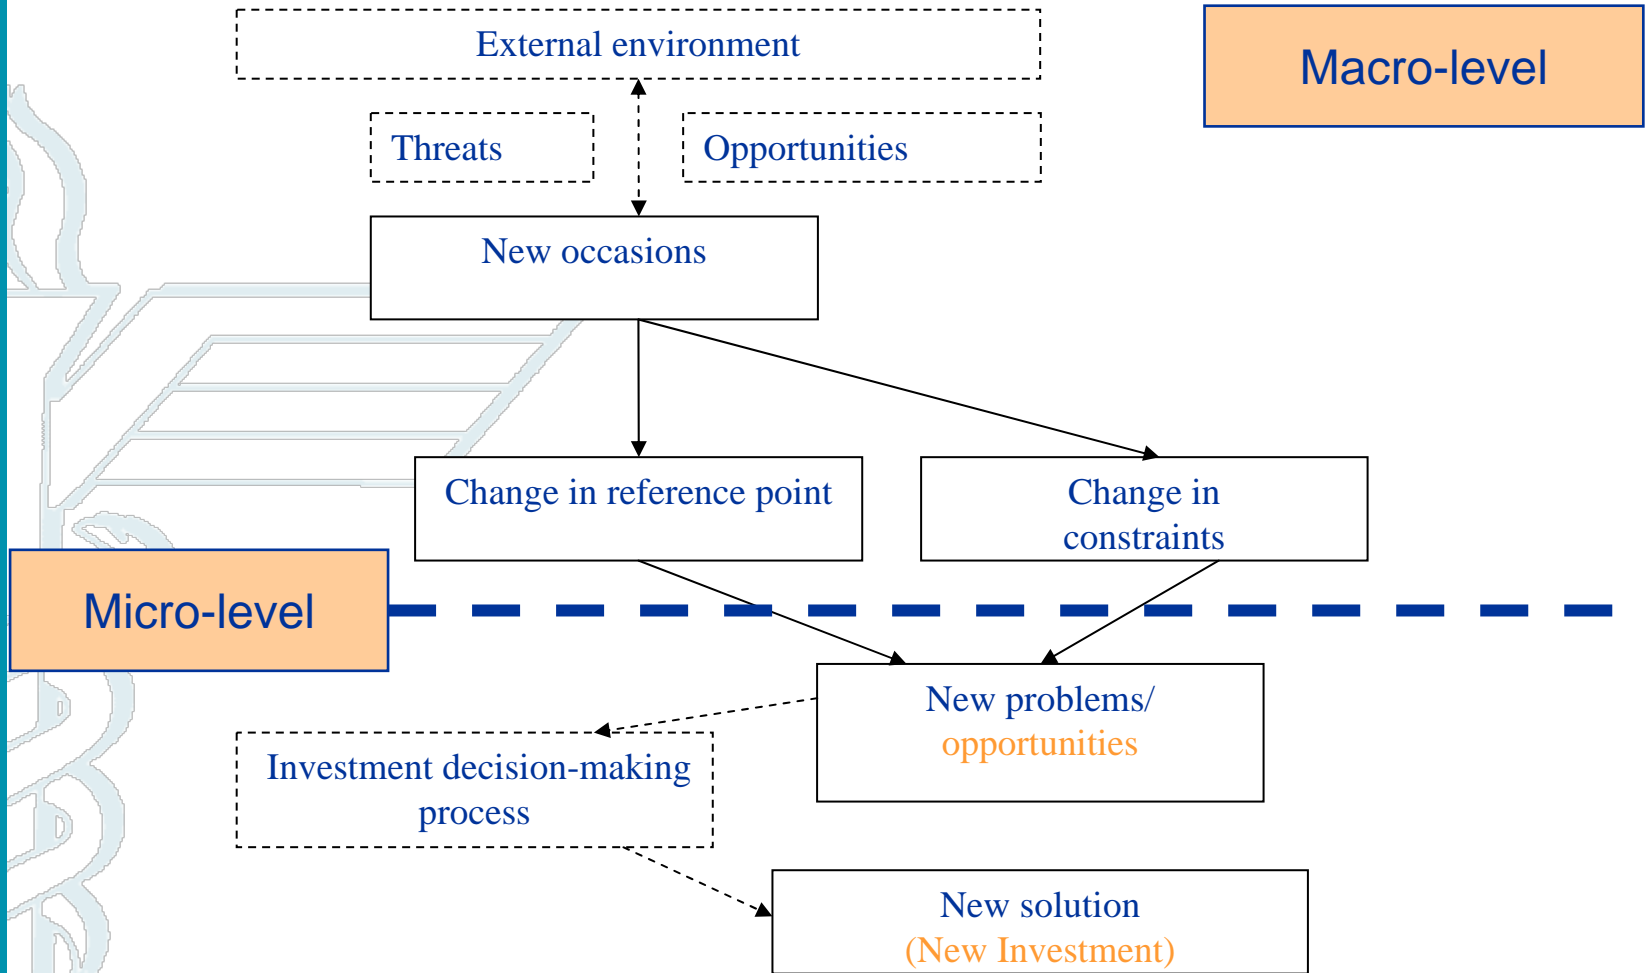 External environment
Macro-level
Threats
Opportunities
New occasions
Change in reference point
Change in
constraints
Micro-level
New problems/
opportunities
Investment decision-making
process
New solution
(New Investment)